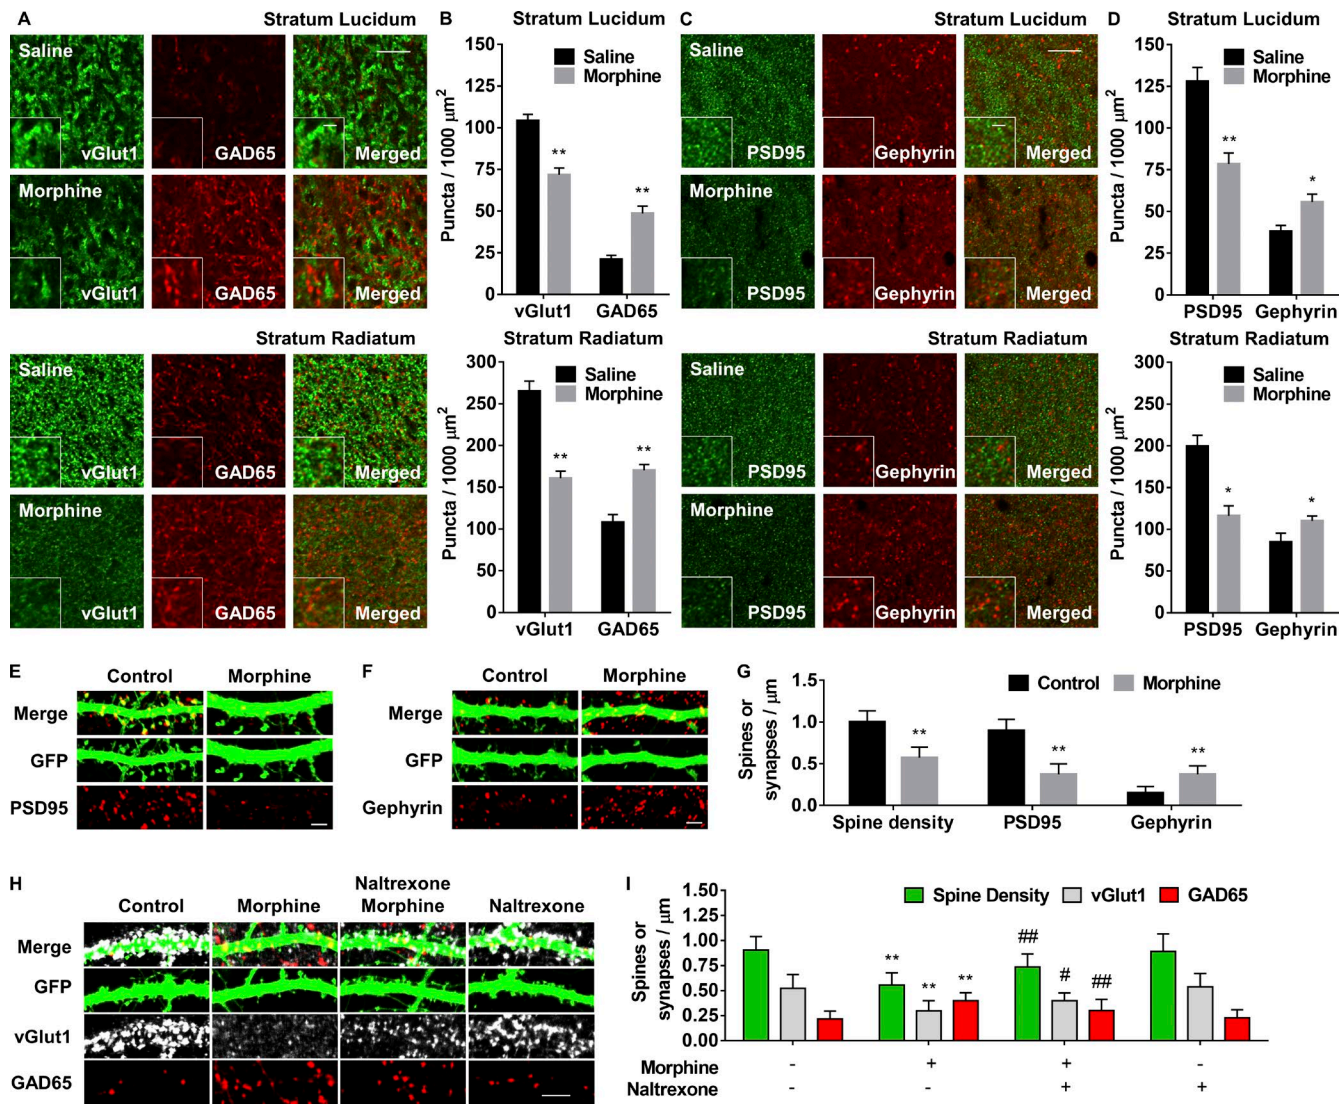 A
Stratum Lucidum
Saline
vGlut1
GAD65
Merged
Morphine
vGlut1
GAD65
Merged
Stratum Radiatum
Saline
vGlut1
GAD65
Merged
Morphine
vGlut1
GAD65
Merged
B
Stratum Lucidum
Saline
Morphine
Puncta / 1000 μm²
150
125
100
75
50
25
0
**
**
vGlut1 GAD65
Stratum Radiatum
Saline
Morphine
Puncta / 1000 μm²
300
250
200
150
100
50
0
**
**
vGlut1 GAD65
C
Stratum Lucidum
Saline
PSD95
Gephyrin
Merged
Morphine
PSD95
Gephyrin
Merged
Stratum Radiatum
Saline
PSD95
Gephyrin
Merged
Morphine
PSD95
Gephyrin
Merged
D
Stratum Lucidum
Saline
Morphine
Puncta / 1000 μm²
150
125
100
75
50
25
0
**
*
PSD95 Gephyrin
Stratum Radiatum
Saline
Morphine
Puncta / 1000 μm²
300
250
200
150
100
50
0
*
*
PSD95 Gephyrin
E
Control Morphine
Merge
GFP
PSD95
F
Control Morphine
Merge
GFP
Gephyrin
G
Control Morphine
Spines or
synapses / μm
1.5
1.0
0.5
0.0
**
**
**
Spine density PSD95 Gephyrin
H
Control Morphine Naltrexone
Morphine Naltrexone
Merge
GFP
vGlut1
GAD65
I
Spine Density vGlut1 GAD65
Spines or
synapses / μm
1.50
1.25
1.00
0.75
0.50
0.25
0
** ** **
## # ##
Morphine - + + -
Naltrexone - - + +